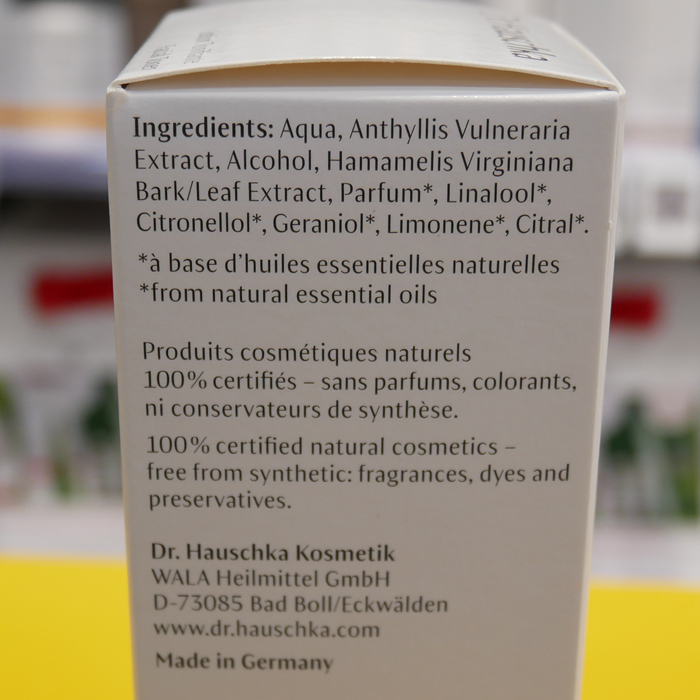 Ingredients: Aqua, Anthyllis Vulneraria
Extract, Alcohol, Hamamelis Virginiana
Bark/Leaf Extract, Parfum*, Linalool*,
Citronellol*, Geraniol*, Limonene*, Citral*.
*à base d'huiles essentielles naturelles
*from natural essential oils
Produits cosmétiques naturels
100% certifiés – sans parfums, colorants,
ni conservateurs de synthèse.
100% certified natural cosmetics –
free from synthetic: fragrances, dyes and
preservatives.
Dr. Hauschka Kosmetik
WALA Heilmittel GmbH
D-73085 Bad Boll/Eckwälden
www.dr.hauschka.com
Made in Germany